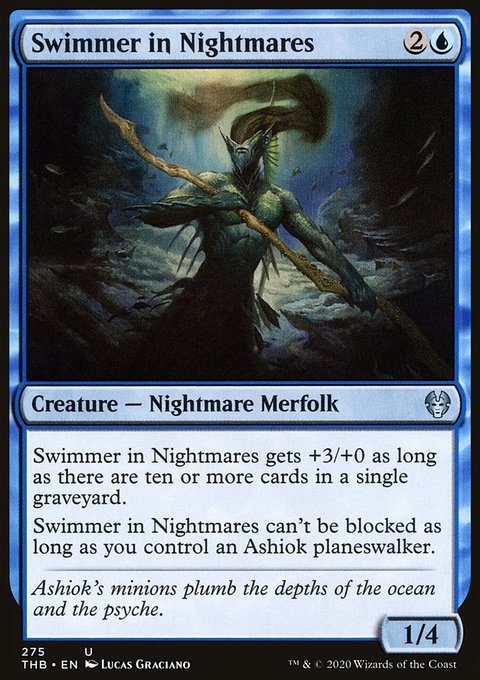 Swimmer in Nightmares 2
Creature — Nightmare Merfolk
Swimmer in Nightmares gets +3/+0 as long
as there are ten or more cards in a single
graveyard.
Swimmer in Nightmares can't be blocked as
long as you control an Ashiok planeswalker.
Ashiok's minions plumb the depths of the ocean
and the psyche.
1/4
275 U
THB • EN Lucas Graciano ™ & © 2020 Wizards of the Coast